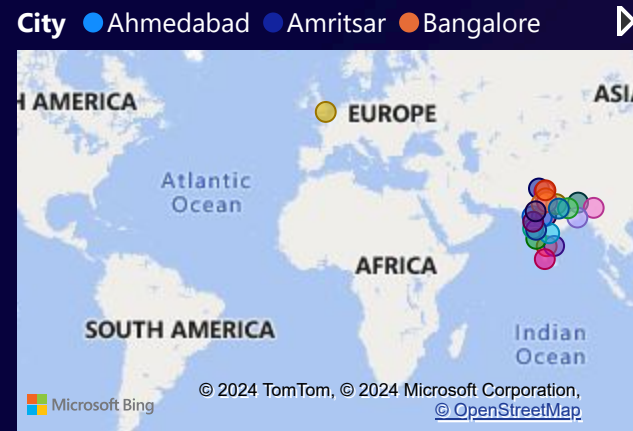 City Ahmedabad Amritsar Bangalore
H AMERICA
ASI
EUROPE
Atlantic
Ocean
AFRICA
SOUTH AMERICA
Indian
Ocean
© 2024 TomTom, © 2024 Microsoft Corporation,
Microsoft Bing
© OpenStreetMap